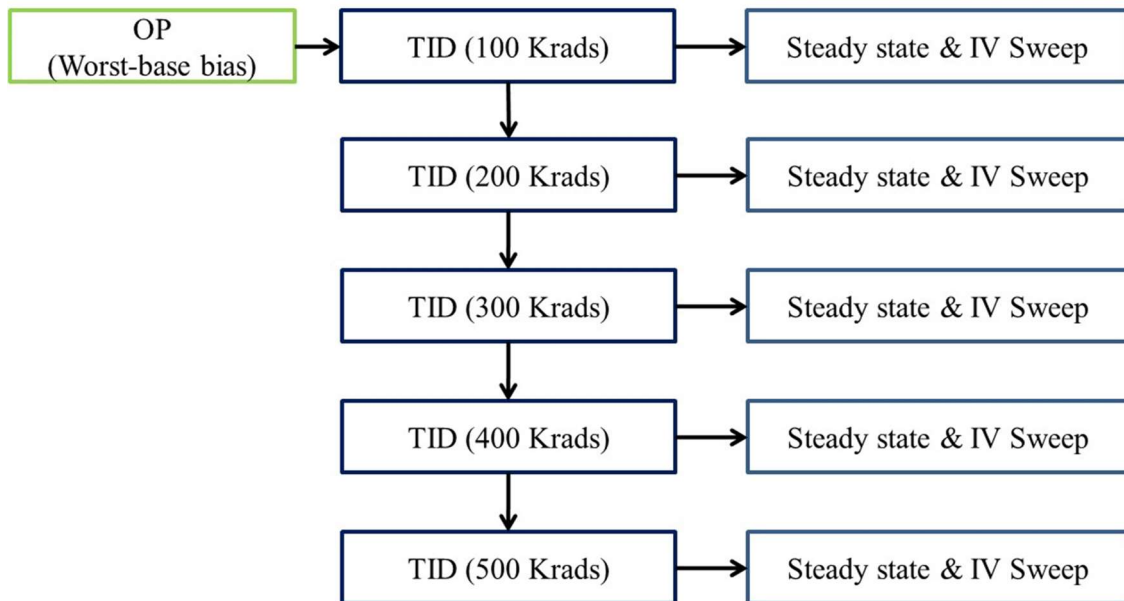 OP
(Worst-base bias)
TID (100 Krads)
Steady state & IV Sweep
TID (200 Krads)
Steady state & IV Sweep
TID (300 Krads)
Steady state & IV Sweep
TID (400 Krads)
Steady state & IV Sweep
TID (500 Krads)
Steady state & IV Sweep